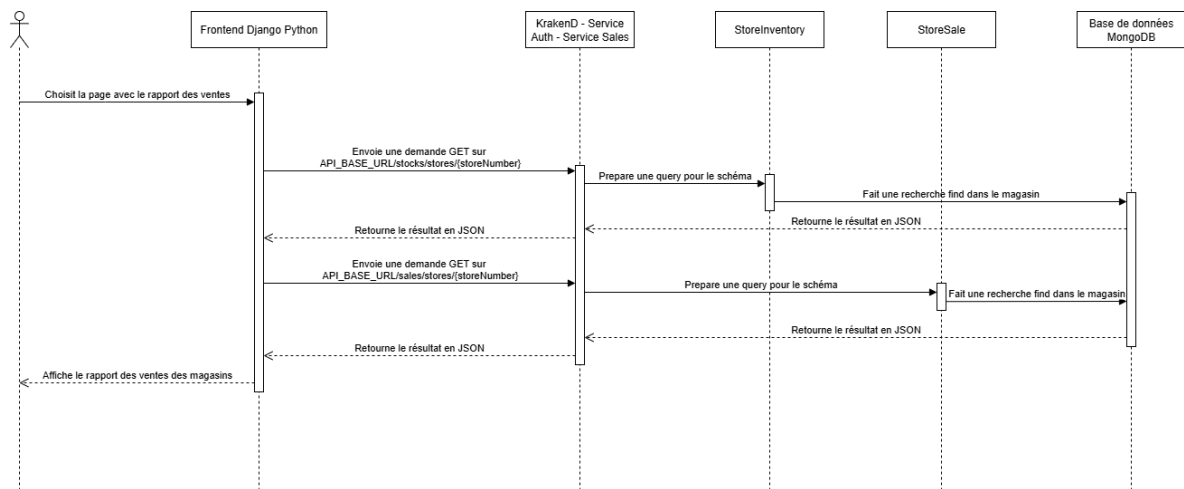 Frontend Django Python
KrakenD - Service
Auth - Service Sales
StoreInventory
StoreSale
Base de données
MongoDB
Choisit la page avec le rapport des ventes
Envoie une demande GET sur
API_BASE_URL/stocks/stores/{storeNumber}
Prepare une query pour le schéma
Fait une recherche find dans le magasin
Retourne le résultat en JSON
Retourne le résultat en JSON
Envoie une demande GET sur
API_BASE_URL/sales/stores/{storeNumber}
Prepare une query pour le schéma
Fait une recherche find dans le magasin
Retourne le résultat en JSON
Retourne le résultat en JSON
Affiche le rapport des ventes des magasins